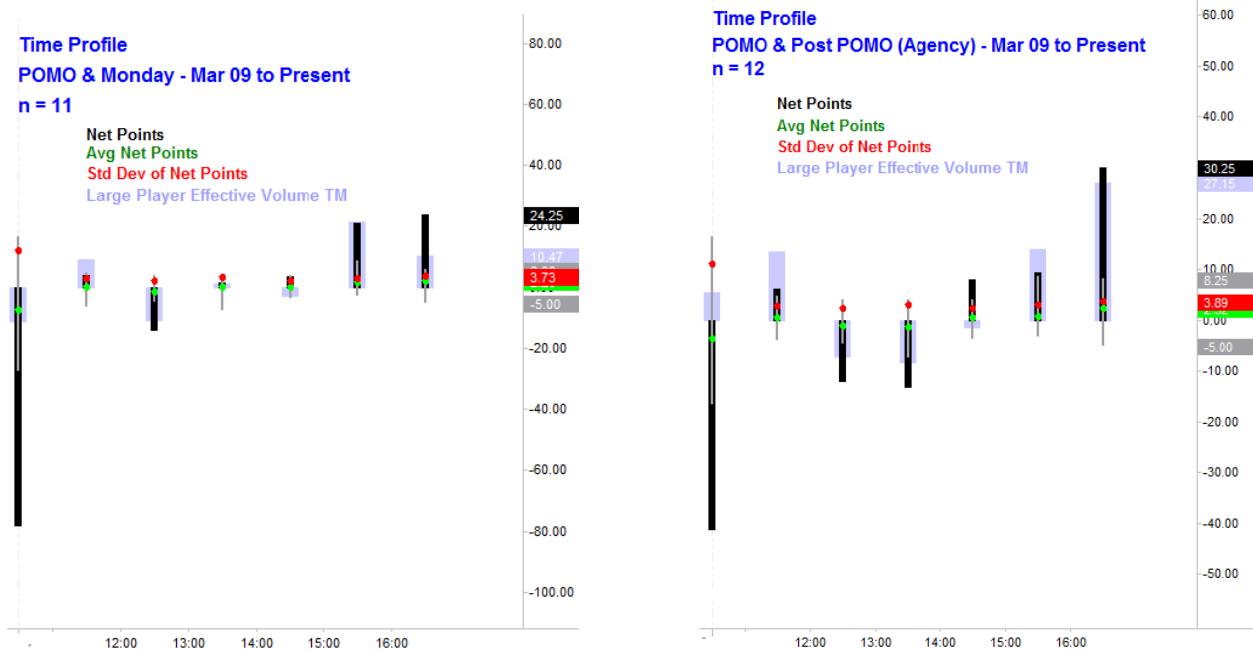 Time Profile
POMO & Monday - Mar 09 to Present
n = 11
Net Points
Avg Net Points
Std Dev of Net Points
Large Player Effective Volume TM
80.00
60.00
40.00
24.25
20.00
10.47
3.73
-5.00
-20.00
-40.00
-60.00
-80.00
-100.00
12:00 13:00 14:00 15:00 16:00
Time Profile
POMO & Post POMO (Agency) - Mar 09 to Present
n = 12
Net Points
Avg Net Points
Std Dev of Net Points
Large Player Effective Volume TM
60.00
50.00
40.00
30.25
27.15
20.00
10.00
8.25
3.89
0.00
-5.00
-10.00
-20.00
-30.00
-40.00
-50.00
12:00 13:00 14:00 15:00 16:00